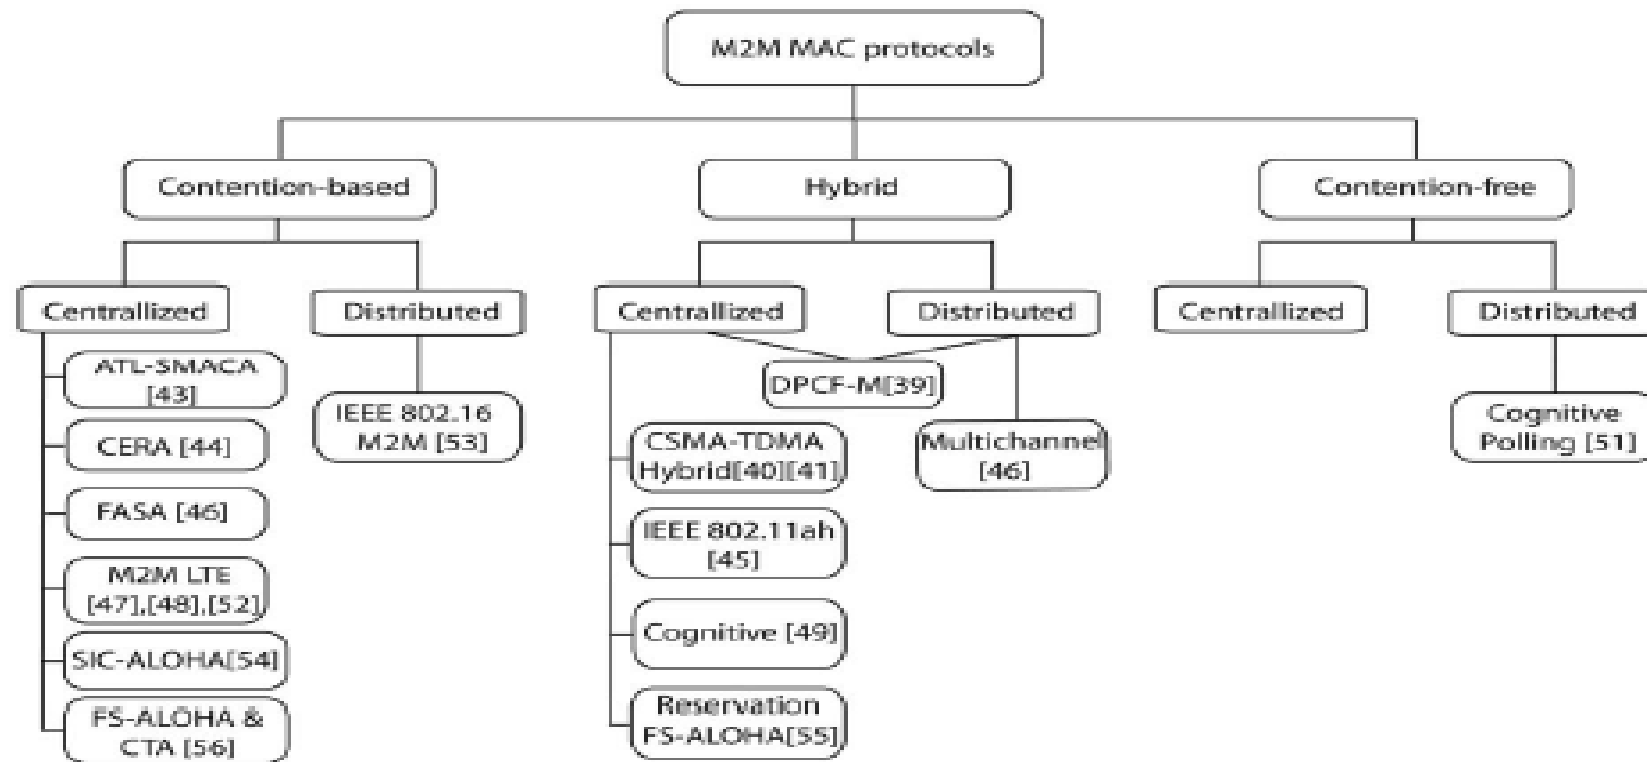 M2M MAC protocols
Contention-based
Hybrid
Contention-free
Centrallized
Distributed
Centrallized
Distributed
Centrallized
Distributed
ATL-SMACA
[43]
CERA [44]
FASA [46]
M2M LTE
[47],[48],[52]
SIC-ALOHA[54]
FS-ALOHA &
CTA [56]
IEEE 802.16
M2M [53]
DPCF-M[39]
CSMA-TDMA
Hybrid[40][41]
IEEE 802.11ah
[45]
Cognitive [49]
Reservation
FS-ALOHA[55]
Multichannel
[46]
Cognitive
Polling [51]